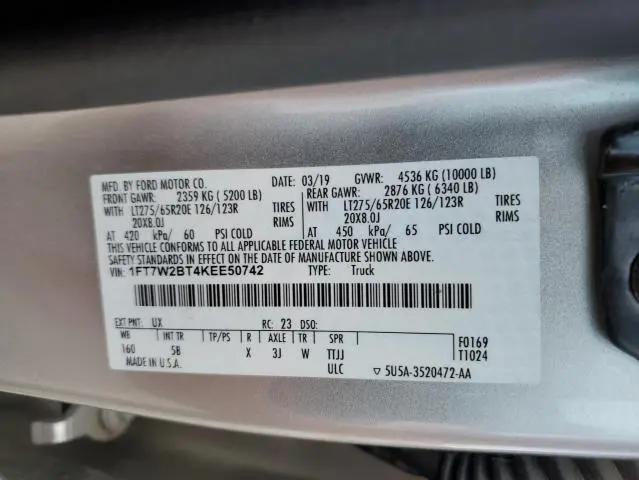 MFD. BY FORD MOTOR CO.
DATE: 03/19 GVWR: 4536 KG (10000 LB)
FRONT GAWR: 2359 KG (5200 LB) REAR GAWR: 2876 KG (6340 LB)
WITH LT275/65R20E 126/123R TIRES WITH LT275/65R20E 126/123R TIRES
20X8.0J RIMS 20X8.0J RIMS
AT 420 kPa/ 60 PSI COLD AT 450 kPa/ 65 PSI COLD
THIS VEHICLE CONFORMS TO ALL APPLICABLE FEDERAL MOTOR VEHICLE
SAFETY STANDARDS IN EFFECT ON THE DATE OF MANUFACTURE SHOWN ABOVE.
VIN: 1FT7W2BT4KEE50742 TYPE: Truck
EXT PNT: UX RC: 23 DSO:
WB INT TR TP/PS R AXLE TR SPR F0169
160 5B X 3J W TTJJ T1024
MADE IN U.S.A. ULC ▽ 5U5A-3520472-AA